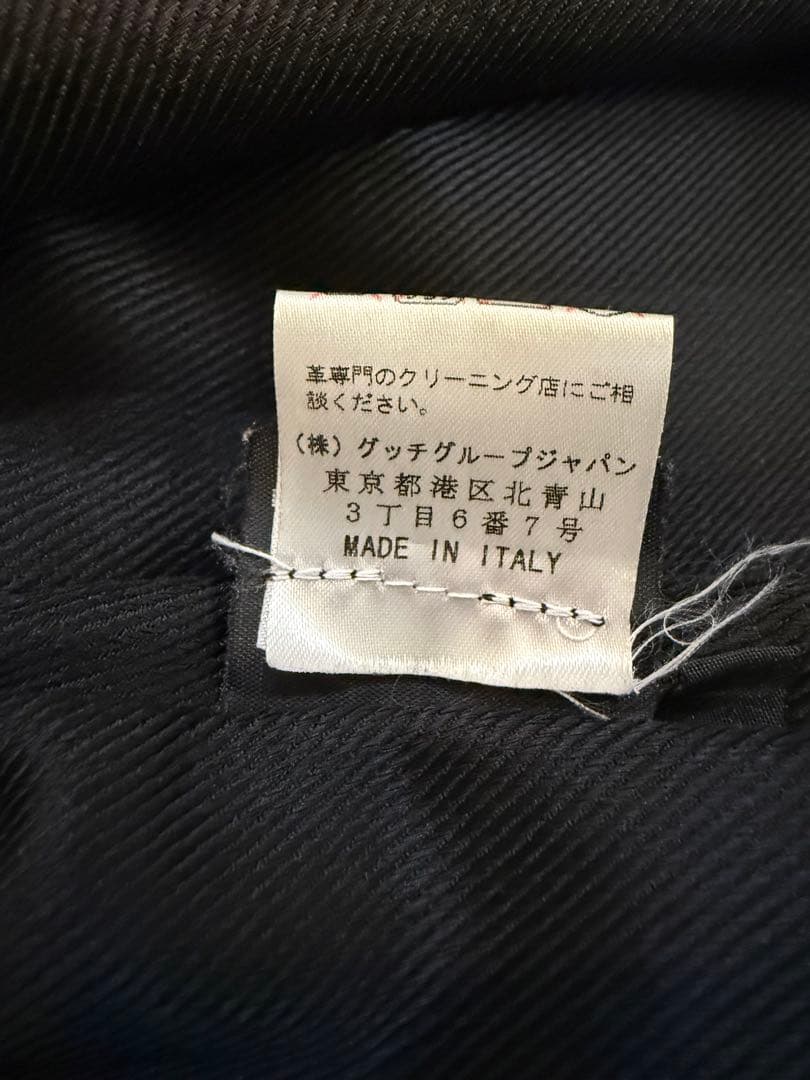 革専門のクリーニング店にご相
談ください。
(株)グッチグループジャパン
東京都港区北青山
3丁目6番7号
MADE IN ITALY